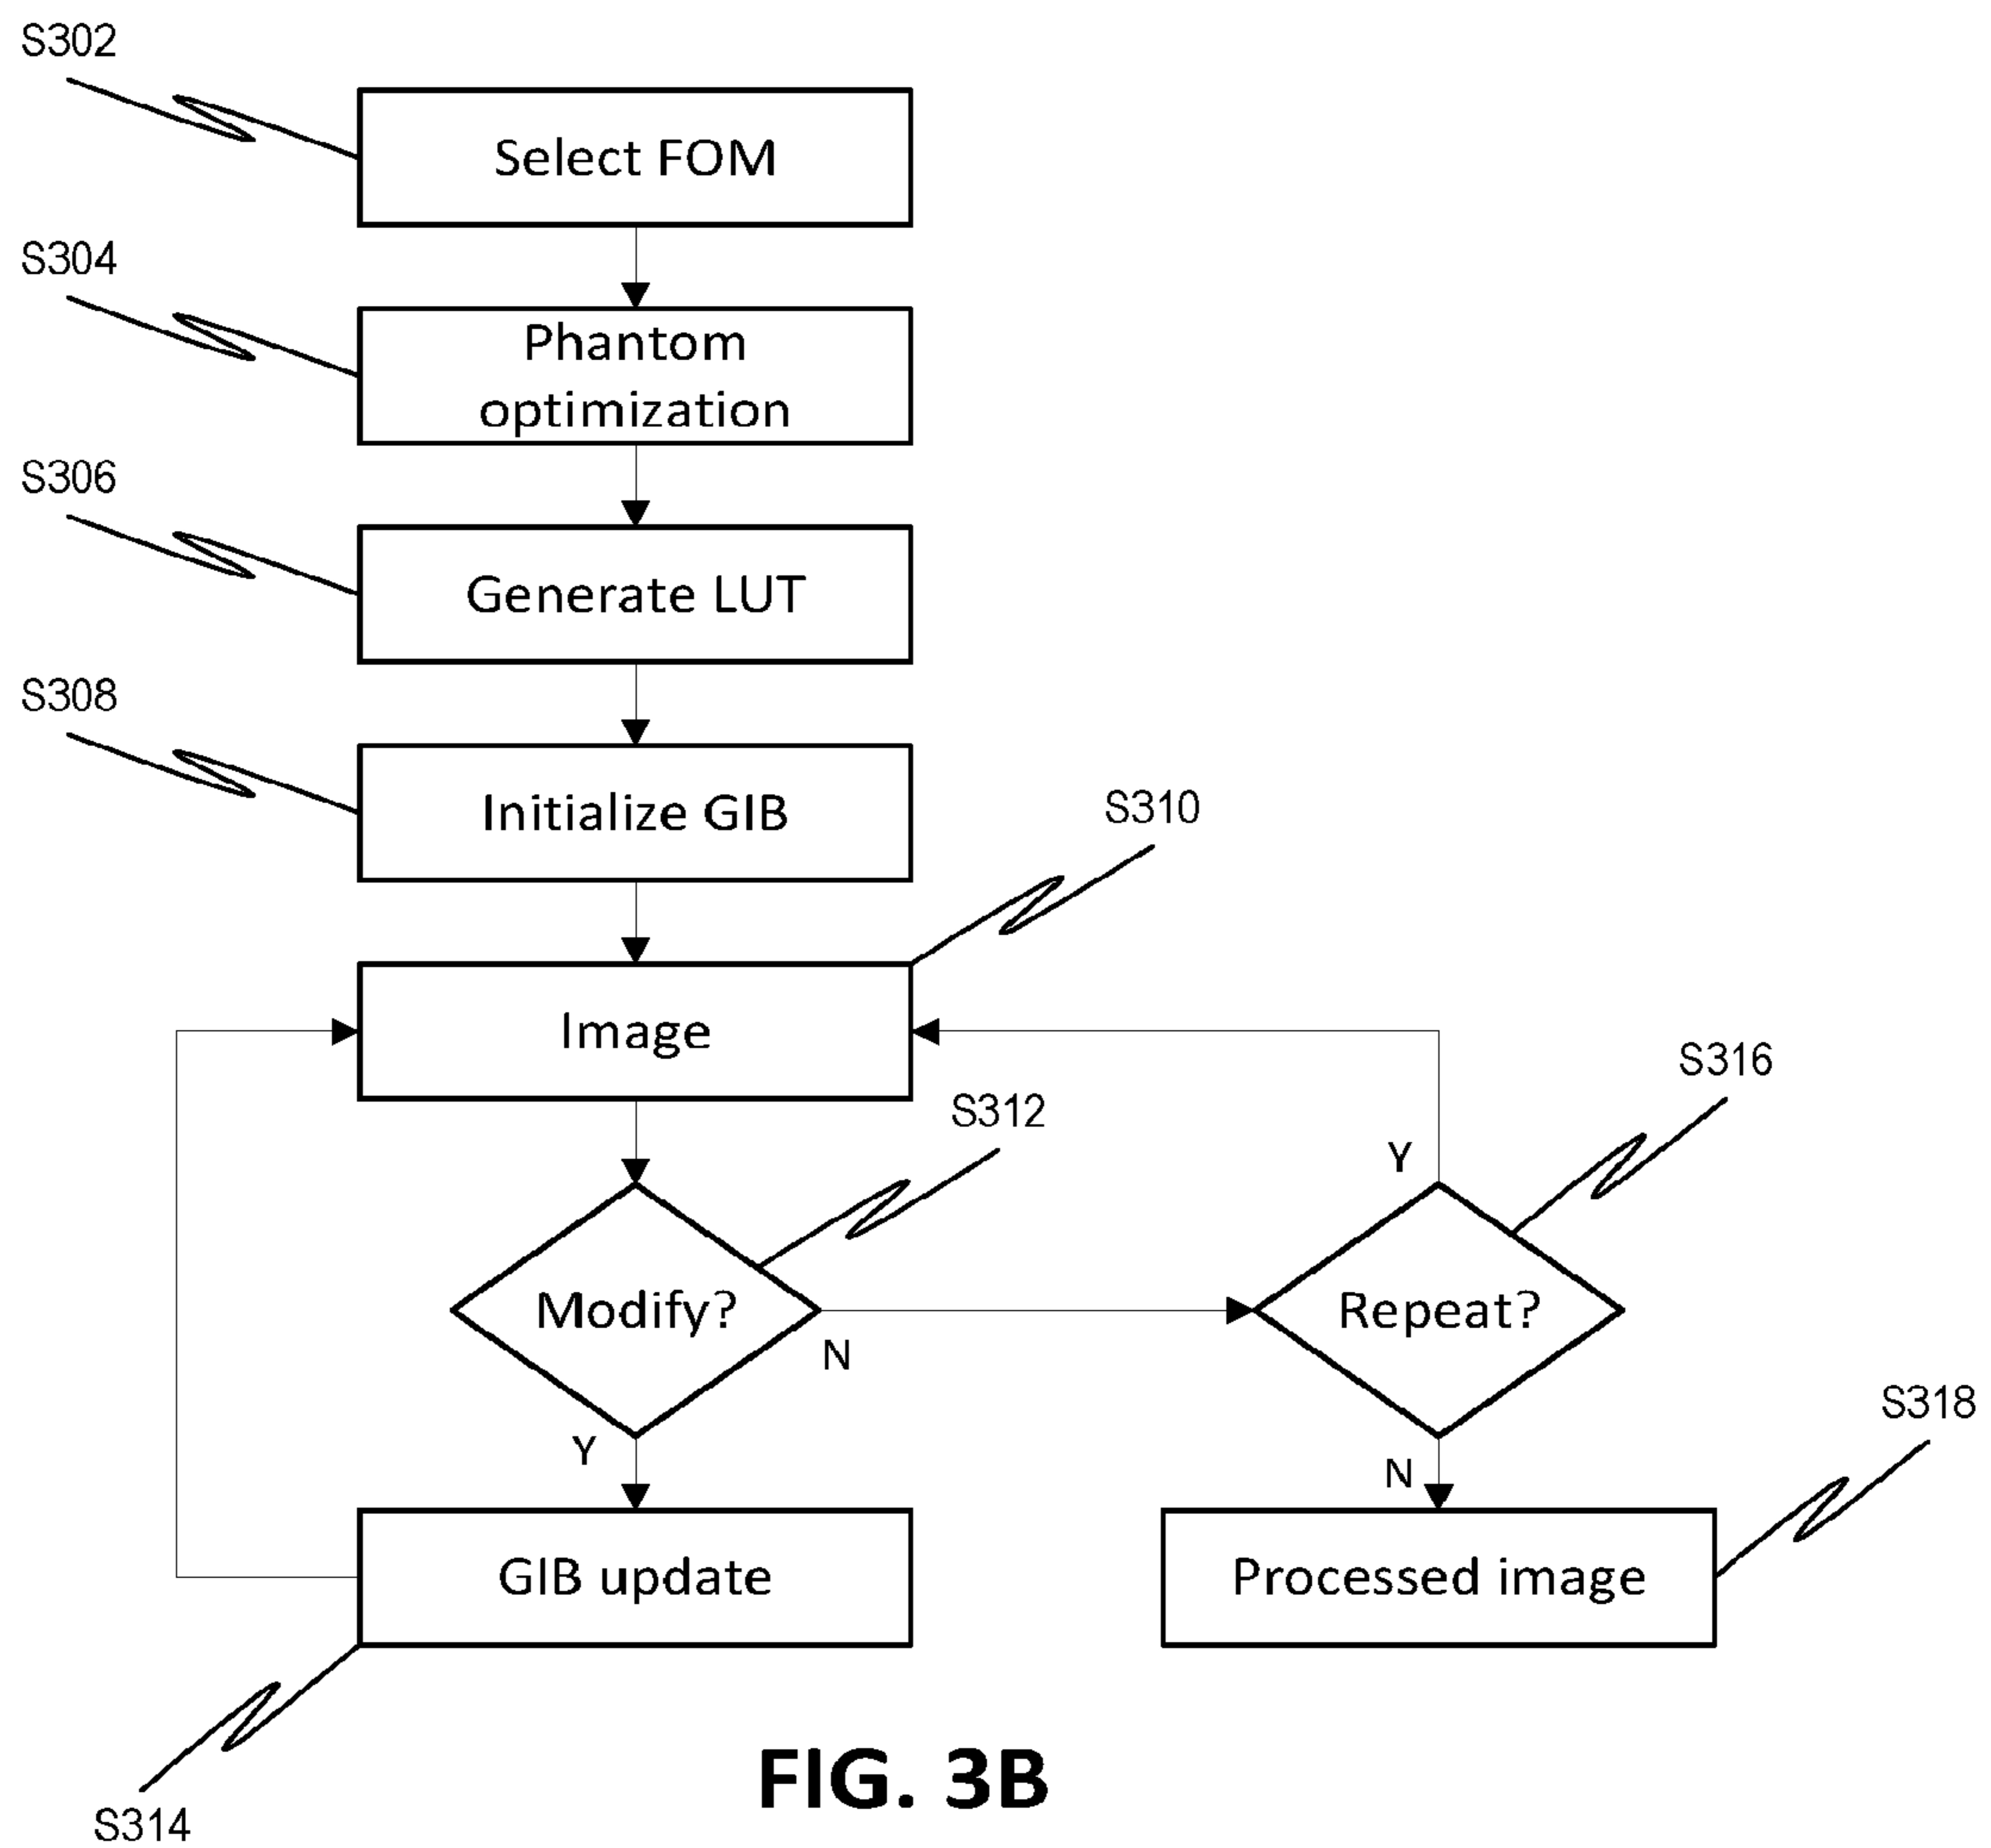 S302
Select FOM
S304
Phantom
optimization
S306
Generate LUT
S308
Initialize GIB
S310
Image
S312
Modify?
N
Y
S316
Y
Repeat?
N
S318
GIB update
Processed image
S314
FIG. 3B